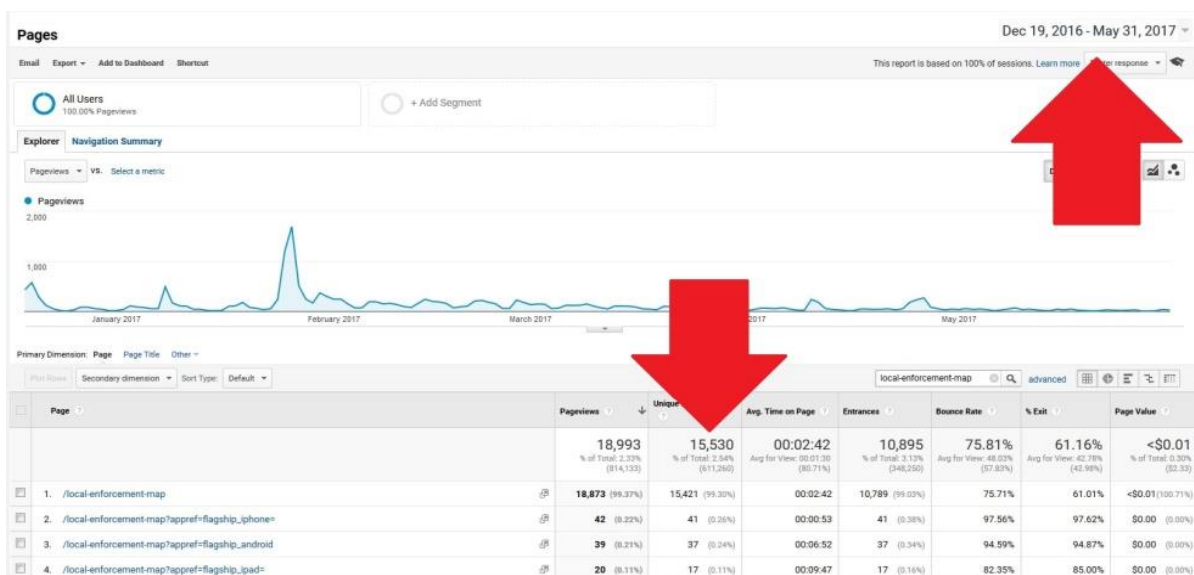 Pages
Dec 19, 2016 - May 31, 2017
Email Export Add to Dashboard Shortcut
This report is based on 100% of sessions. Learn more response
All Users
100.00% Pageviews
+ Add Segment
Explorer Navigation Summary
Pageviews VS. Select a metric
Pageviews
2,000
1,000
January 2017 February 2017 March 2017 2017 May 2017
Primary Dimension: Page Page Title Other
Plot Rows Secondary dimension Sort Type: Default local-enforcement-map advanced
Page Pageviews Unique Avg. Time on Page Entrances Bounce Rate % Exit Page Value
18,993 15,530 00:02:42 10,895 75.81% 61.16% <$0.01
% of Total: 2.33% % of Total: 2.54% Avg for View: 00:01:30 % of Total: 3.13% Avg for View: 48.03% Avg for View: 42.78% % of Total: 0.30%
(814,133) (611,260) (80.71%) (348,250) (57.83%) (42.98%) ($2.33)
1. /local-enforcement-map 18,873 (99.37%) 15,421 (99.30%) 00:02:42 10,789 (99.03%) 75.71% 61.01% <$0.01 (100.71%)
2. /local-enforcement-map?appref=flagship_iphone= 42 (0.22%) 41 (0.26%) 00:00:53 41 (0.38%) 97.56% 97.62% $0.00 (0.00%)
3. /local-enforcement-map?appref=flagship_android 39 (0.21%) 37 (0.24%) 00:06:52 37 (0.34%) 94.59% 94.87% $0.00 (0.00%)
4. /local-enforcement-map?appref=flagship_ipad= 20 (0.11%) 17 (0.11%) 00:09:47 17 (0.16%) 82.35% 85.00% $0.00 (0.00%)